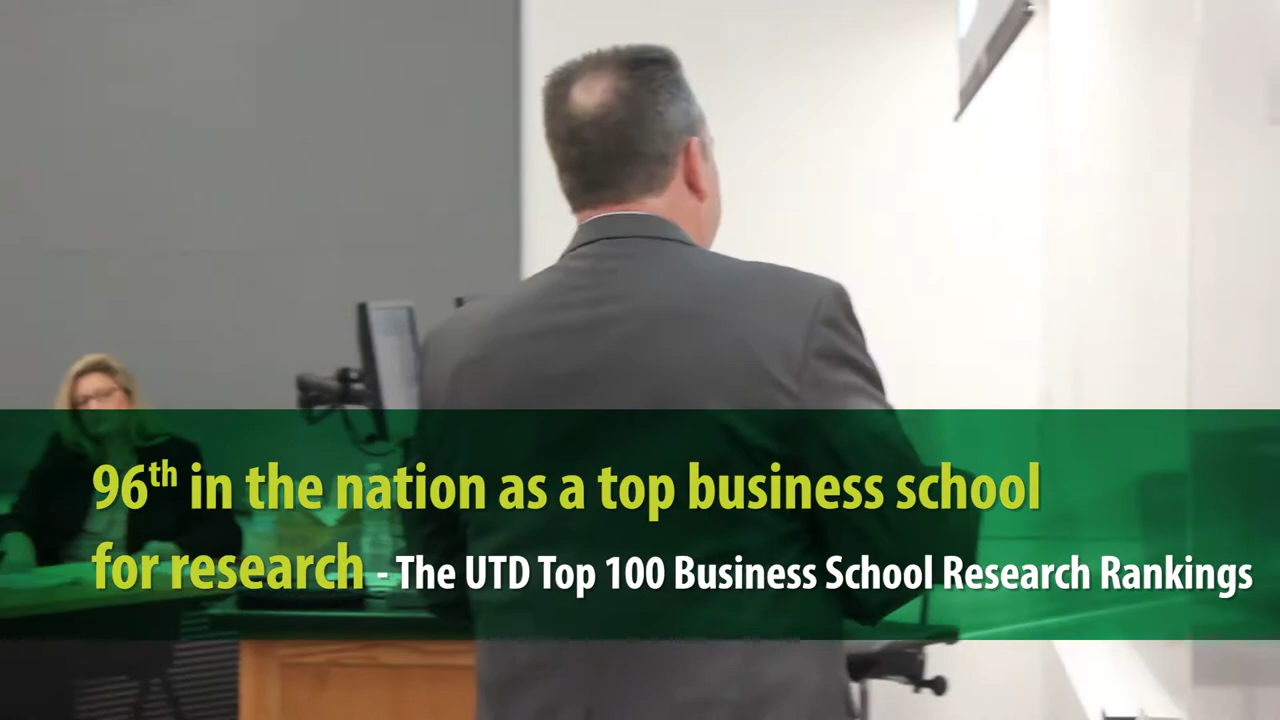 96th in the nation as a top business school
for research - The UTD Top 100 Business School Research Rankings